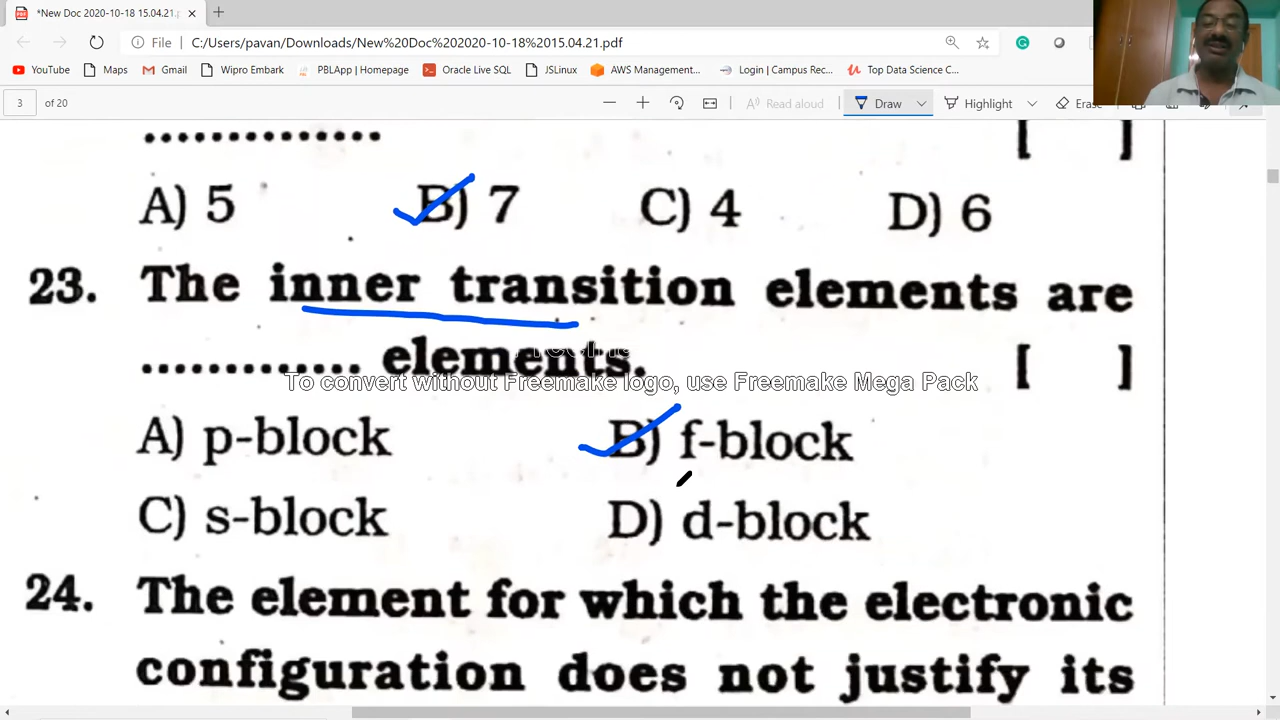 *New Doc 2020-10-18 15.04.21.p
File C:/Users/pavan/Downloads/New%20Doc%202020-10-18%2015.04.21.pdf
YouTube Maps Gmail Wipro Embark PBLApp | Homepage Oracle Live SQL JSLinux AWS Management... Login | Campus Rec... Top Data Science C...
3 of 20 Read aloud Draw Highlight Erase
.............. [ ]
A) 5 B) 7 C) 4 D) 6
23. The inner transition elements are
............. elements. [ ]
To convert without Freemake logo, use Freemake Mega Pack
A) p-block B) f-block
C) s-block D) d-block
24. The element for which the electronic
configuration does not justify its